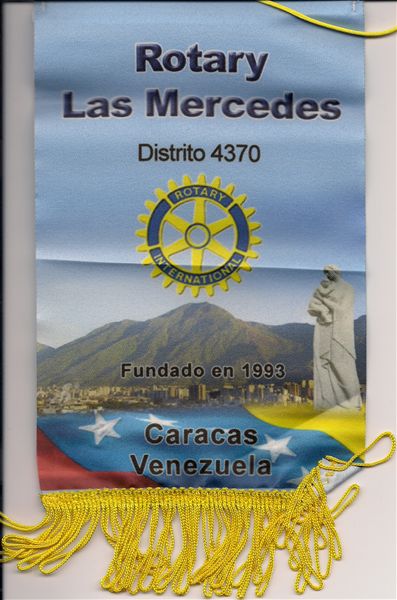 Rotary
Las Mercedes
Distrito 4370
ROTARY
INTERNATIONAL
Fundado en 1993
Caracas
Venezuela